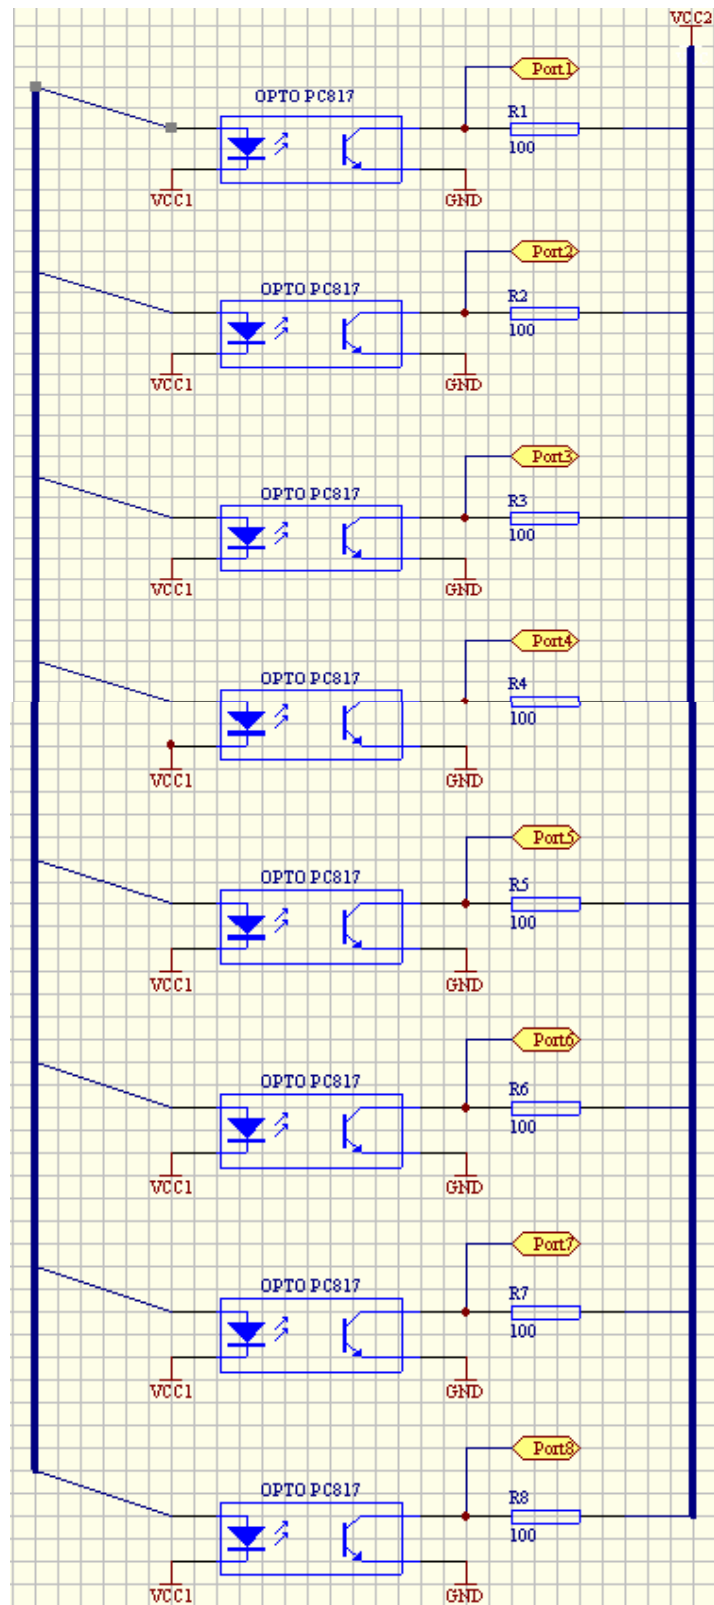 VCC2
Port1
OPTO PC817
R1
100
VCC1
GND
Port2
OPTO PC817
R2
100
VCC1
GND
Port3
OPTO PC817
R3
100
VCC1
GND
Port4
OPTO PC817
R4
100
VCC1
GND
Port5
OPTO PC817
R5
100
VCC1
GND
Port6
OPTO PC817
R6
100
VCC1
GND
Port7
OPTO PC817
R7
100
VCC1
GND
Port8
OPTO PC817
R8
100
VCC1
GND